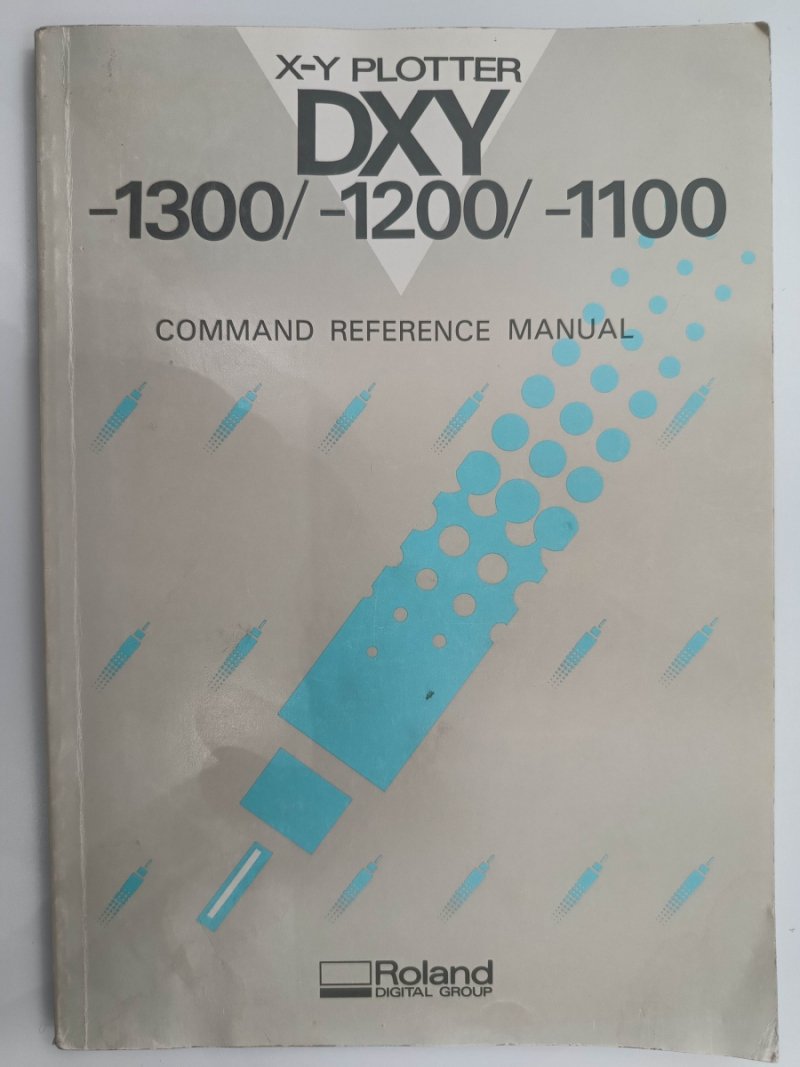 X-Y PLOTTER
DXY
-1300/ -1200/ -1100
COMMAND REFERENCE MANUAL
Roland
DIGITAL GROUP